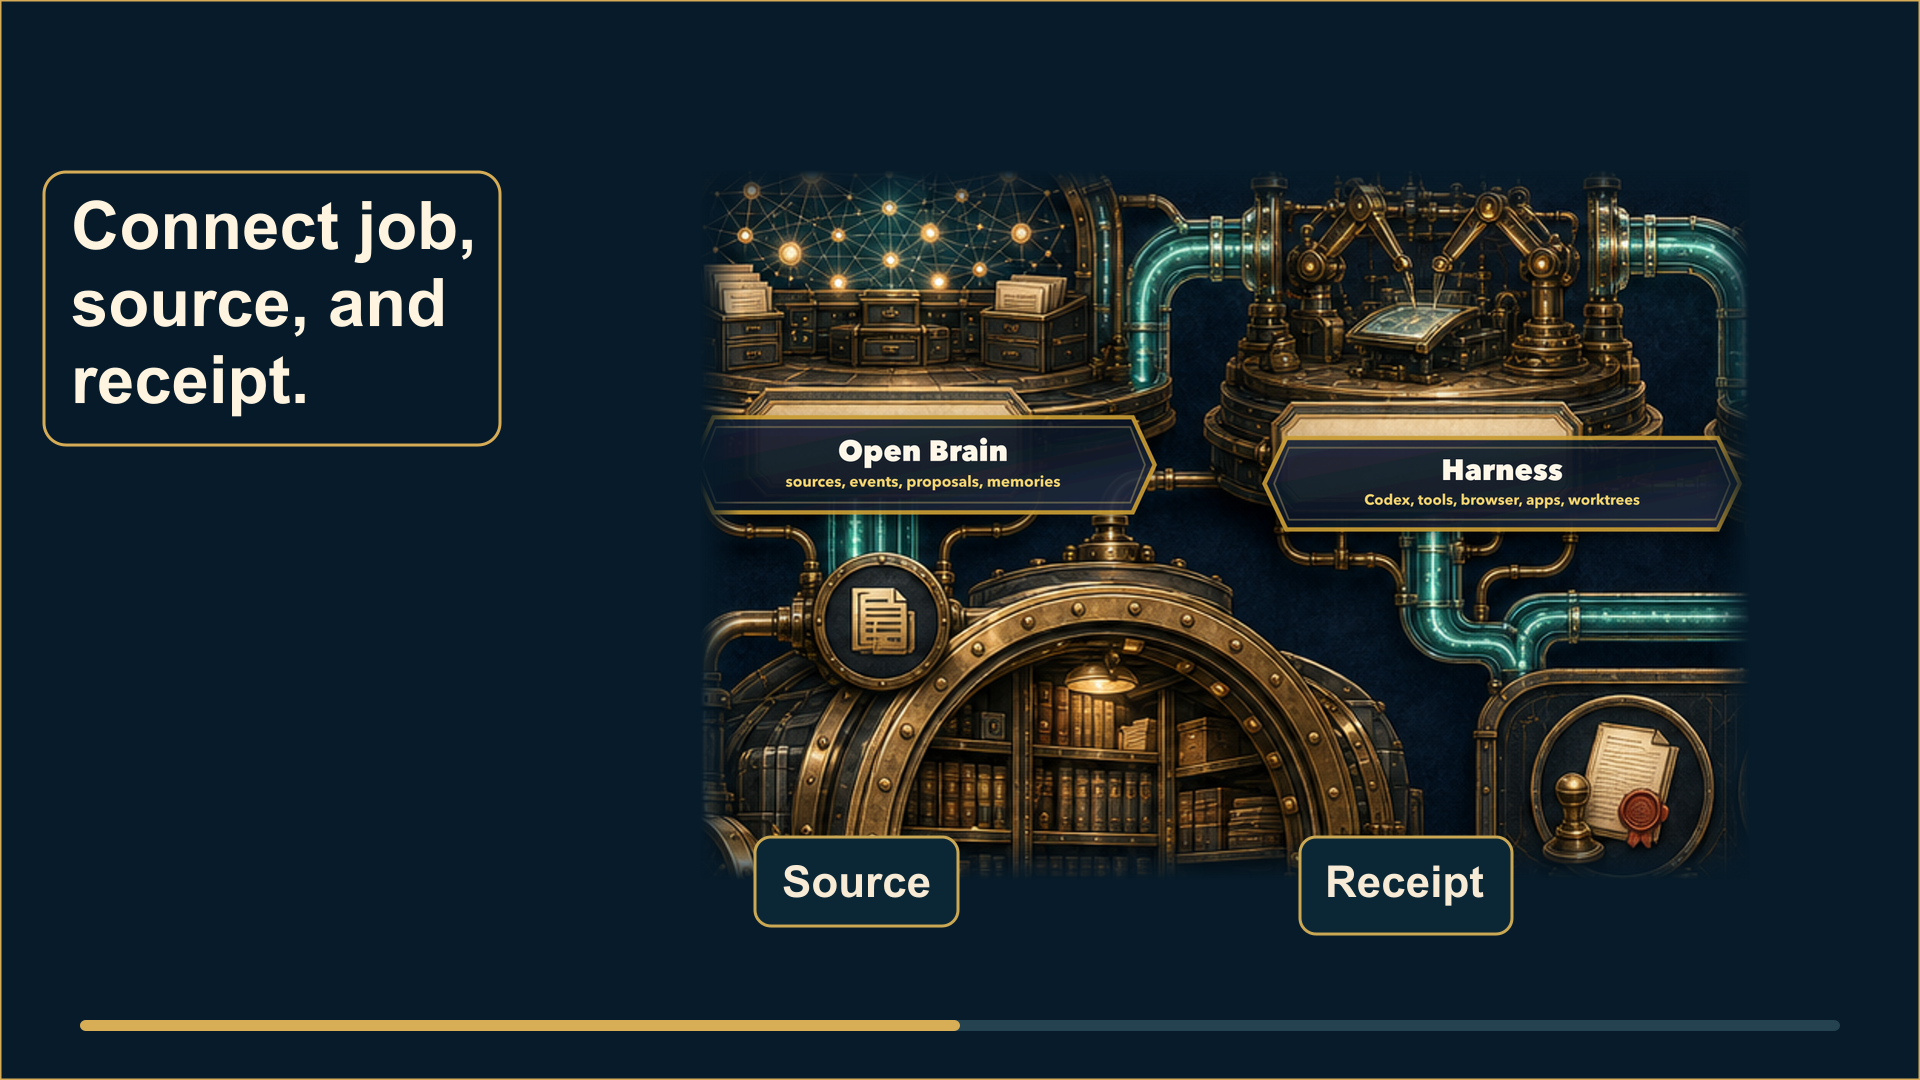 Connect job,
source, and
receipt.
Open Brain
sources, events, proposals, memories
Harness
Codex, tools, browser, apps, worktrees
Source
Receipt